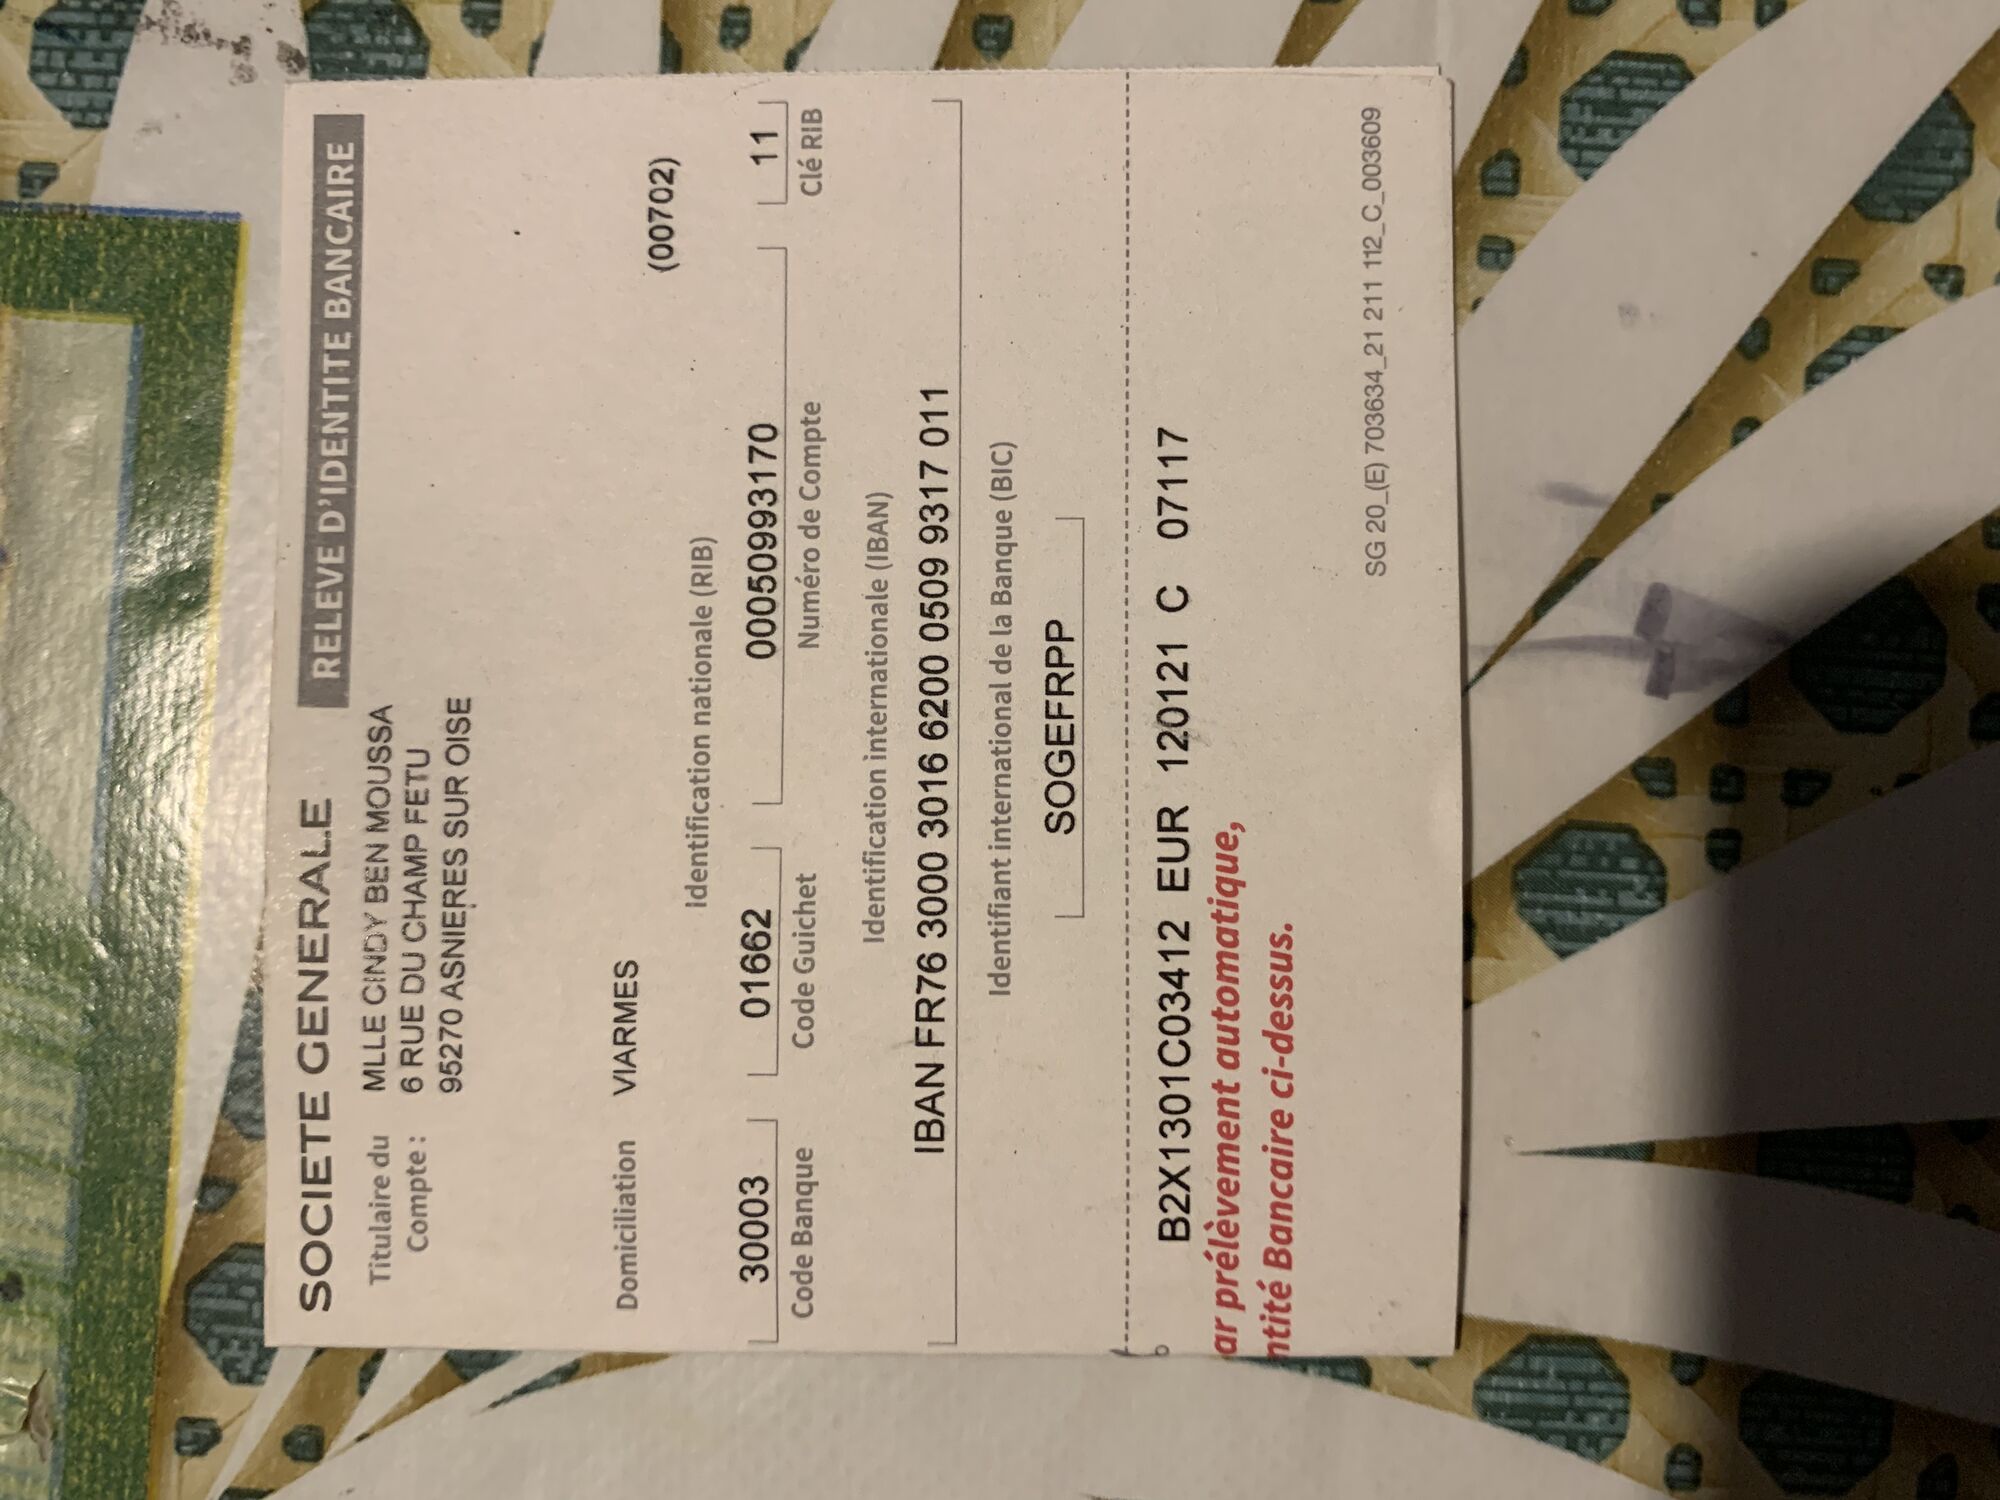 SOCIETE GENERALE
RELEVE D'IDENTITE BANCAIRE
Titulaire du Compte :
MLLE CINDY BEN MOUSSA
6 RUE DU CHAMP FETU
95270 ASNIERES SUR OISE
Domiciliation VIARMES
(00702)
Identification nationale (RIB)
30003 01662 00050993170 11
Code Banque Code Guichet Numéro de Compte Clé RIB
Identification internationale (IBAN)
IBAN FR76 3000 3016 6200 0509 9317 011
Identifiant international de la Banque (BIC)
SOGEFRPP
B2X1301C03412 EUR 120121 C 07117
ar prélèvement automatique,
ntité Bancaire ci-dessus.
SG 20_(E) 703634_21 211 112_C_003609